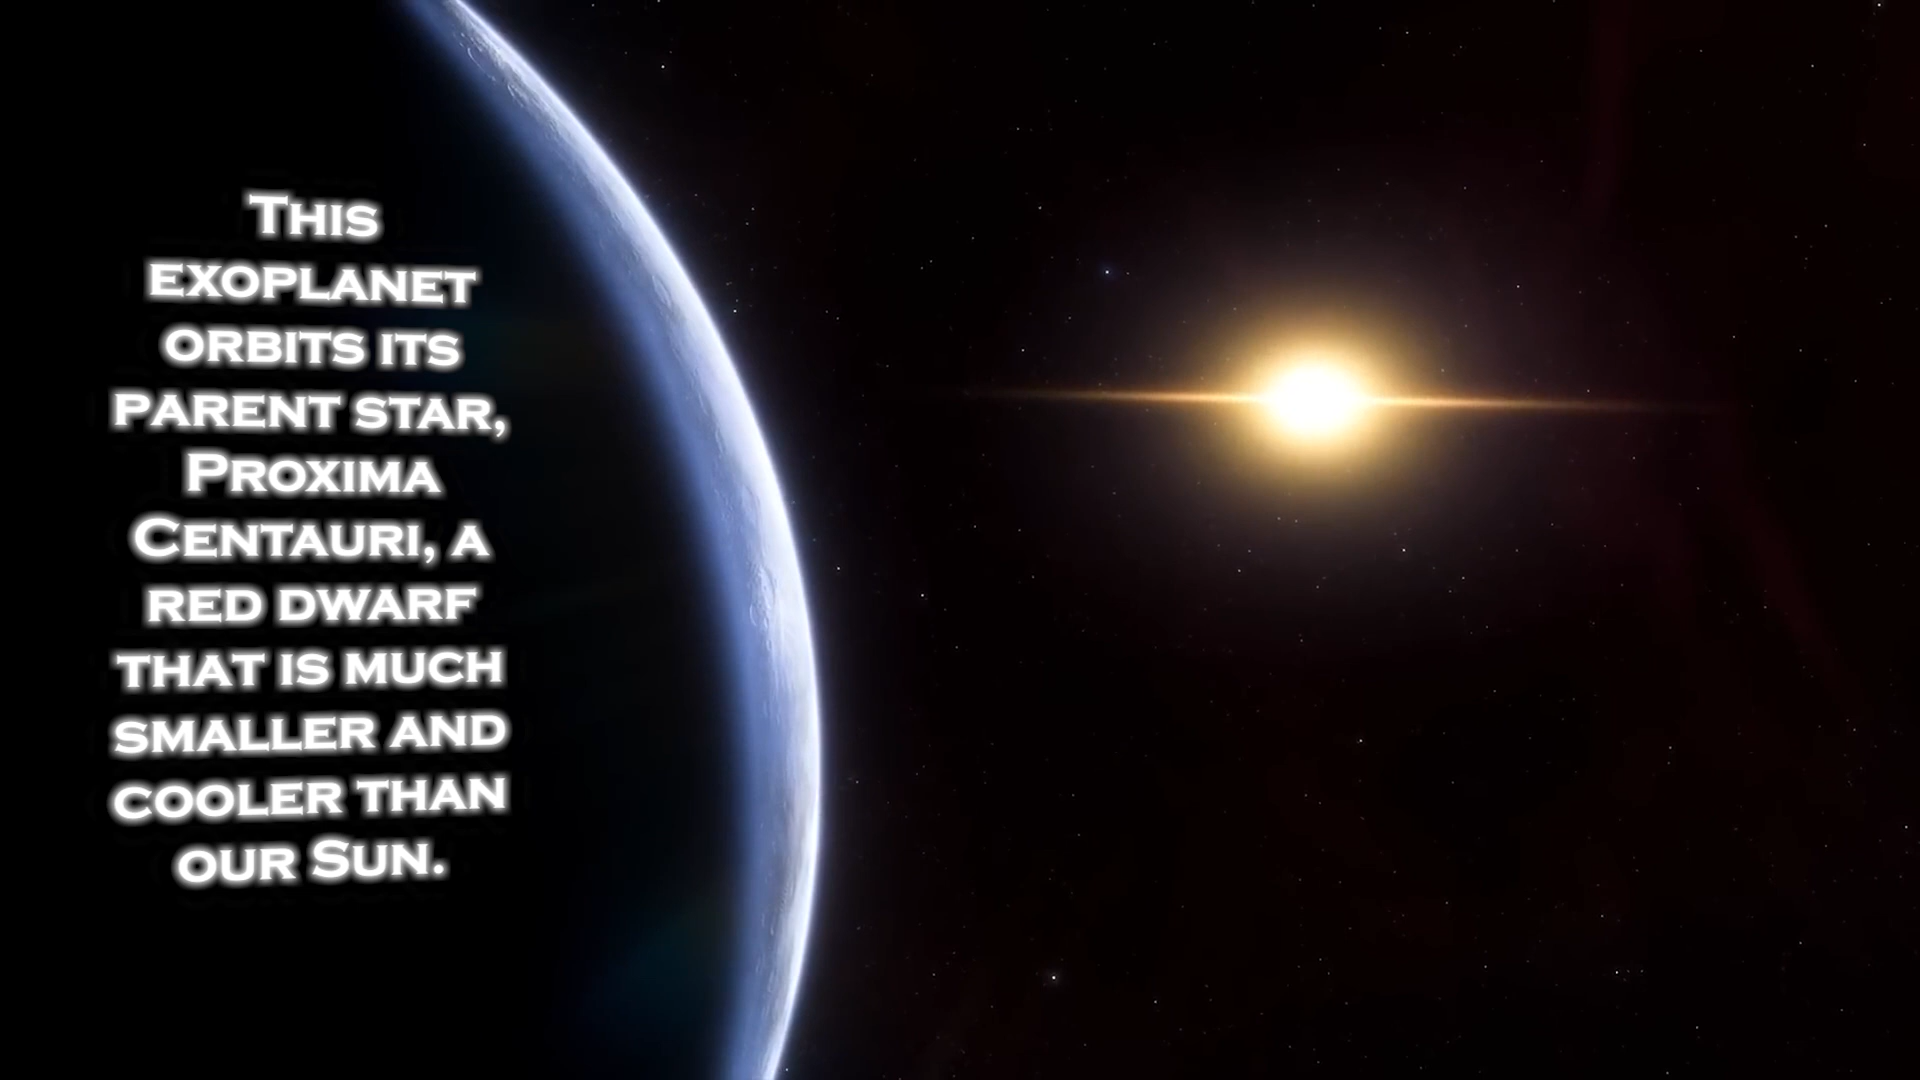 This
exoplanet
orbits its
parent star,
Proxima
Centauri, a
red dwarf
that is much
smaller and
cooler than
our Sun.